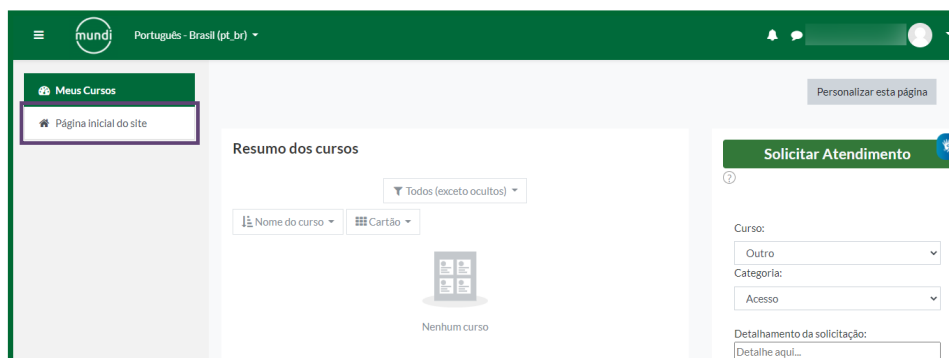 mundi
Português - Brasil (pt_br)
Meus Cursos
Página inicial do site
Personalizar esta página
Resumo dos cursos
Todos (exceto ocultos)
Nome do curso
Cartão
Nenhum curso
Solicitar Atendimento
?
Curso:
Outro
Categoria:
Acesso
Detalhamento da solicitação:
Detalhe aqui...